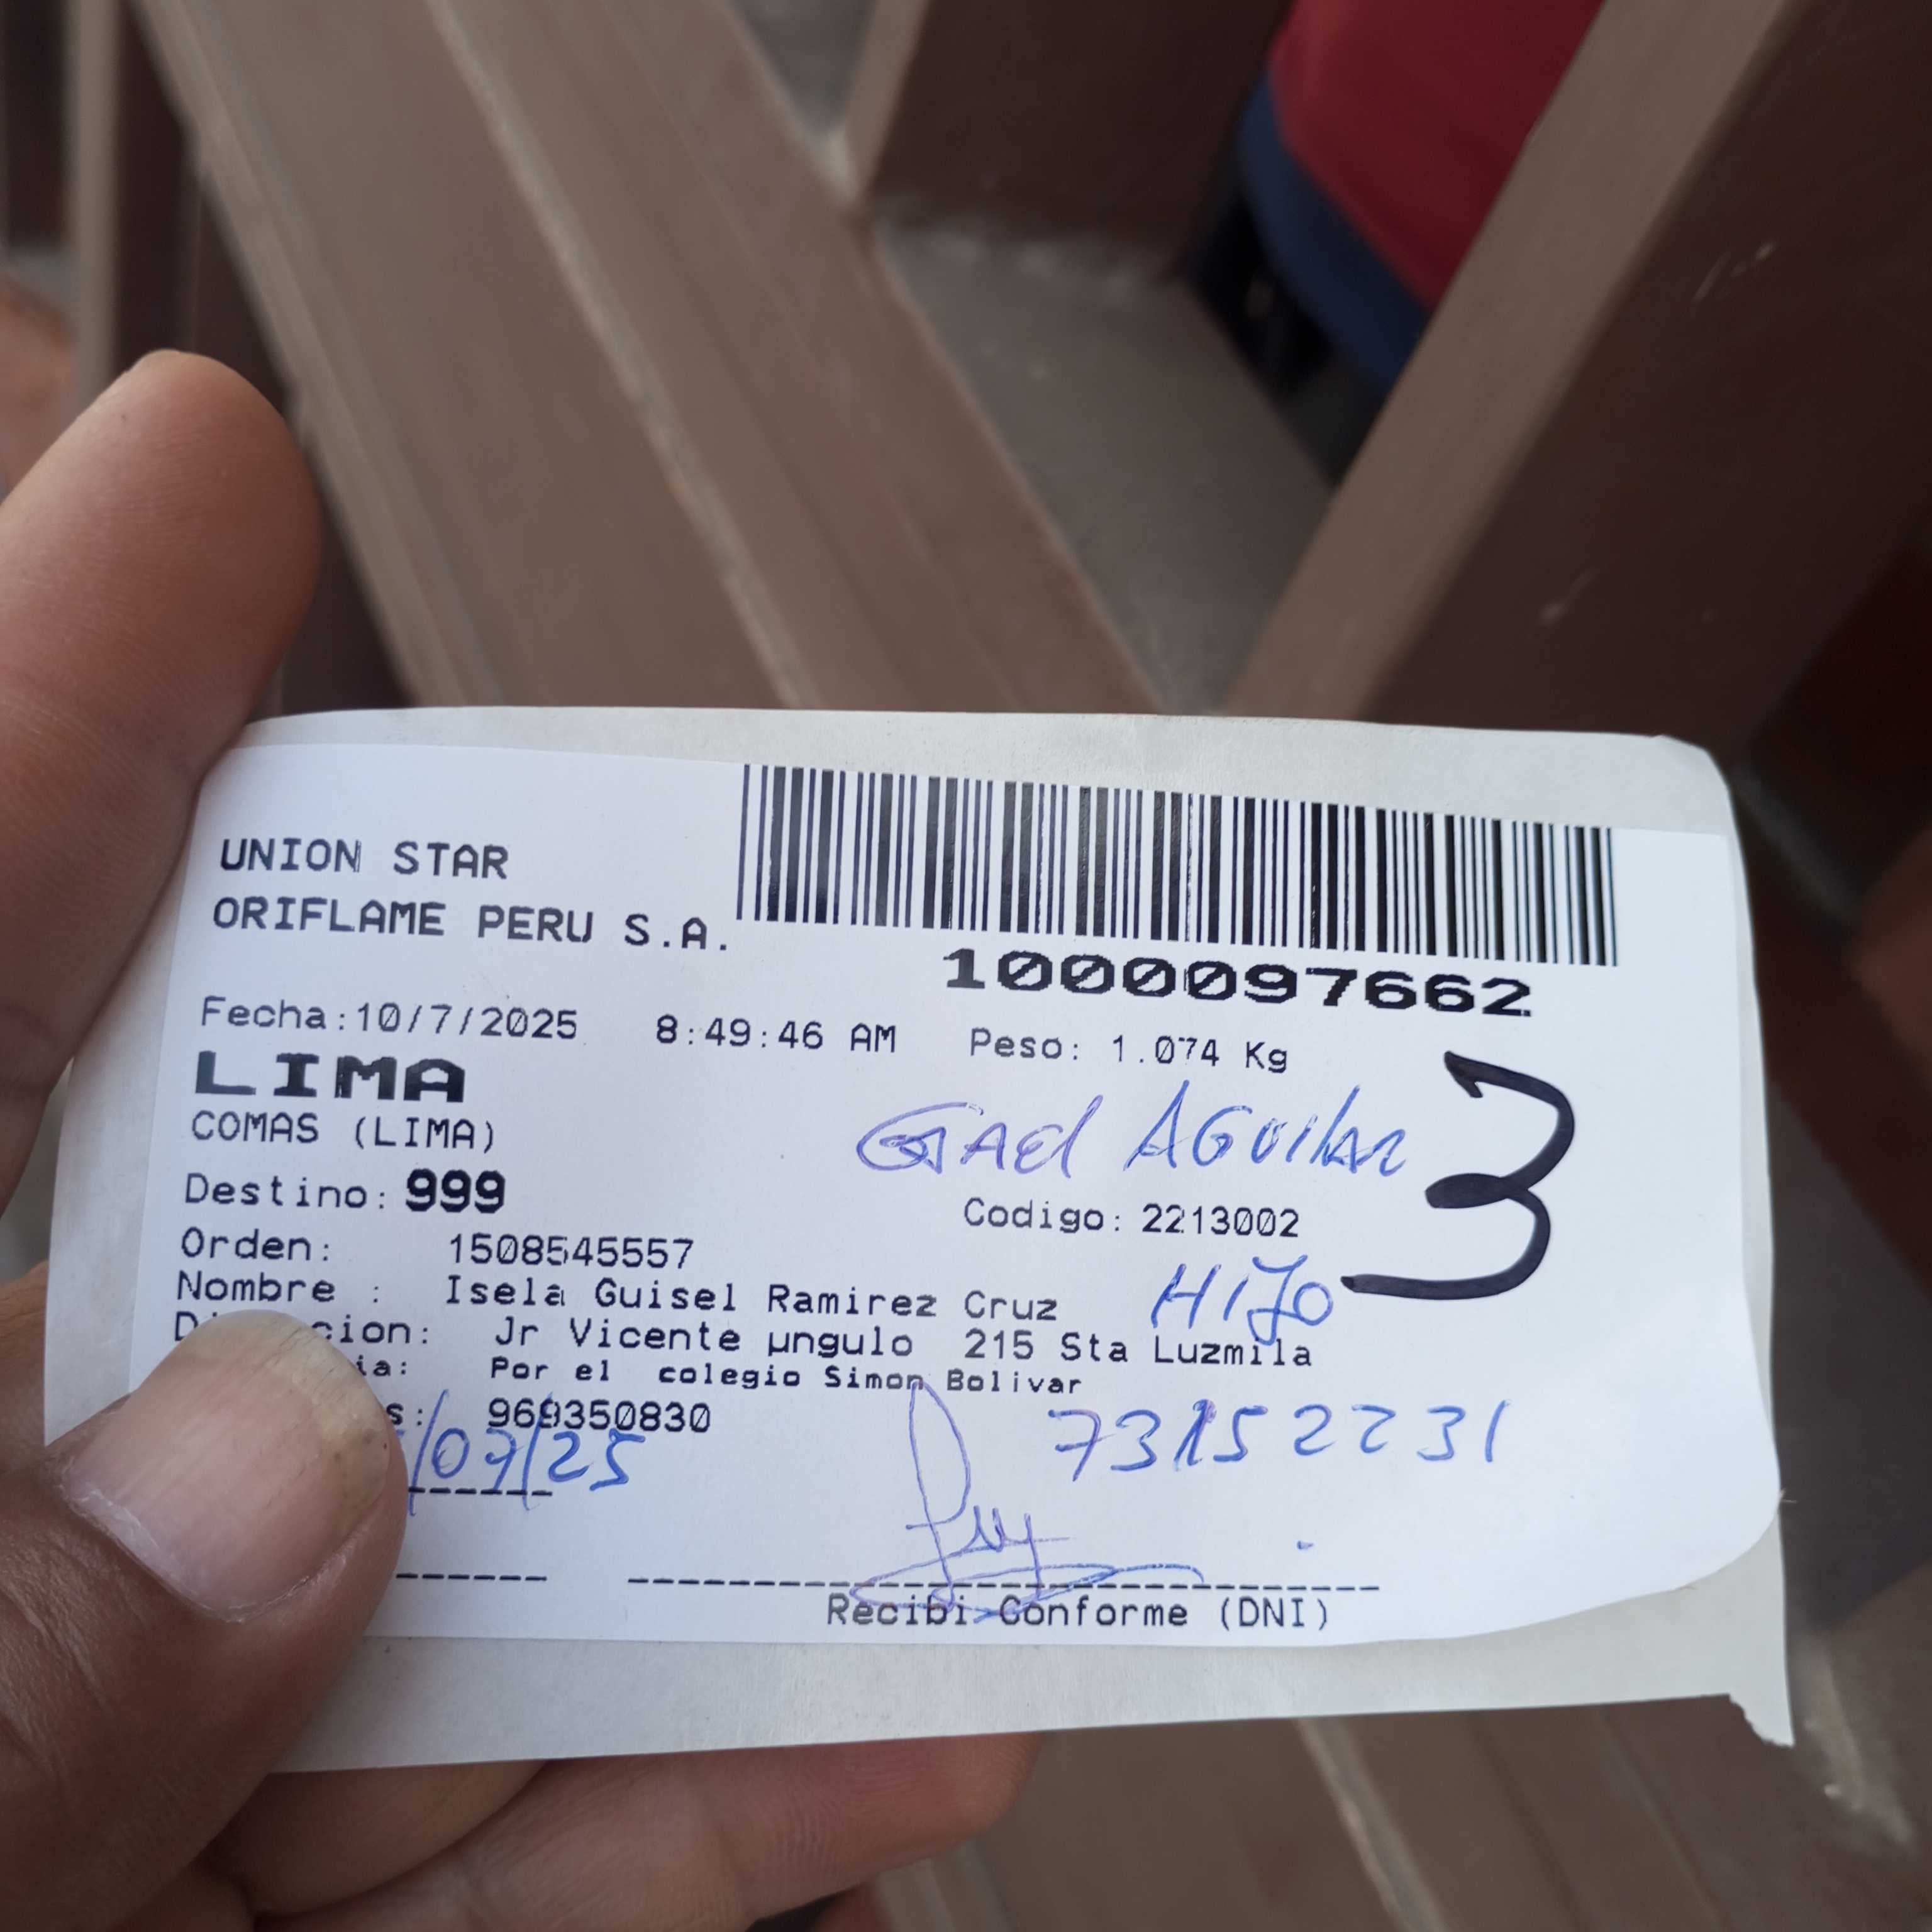 UNION STAR
ORIFLAME PERU S.A.
1000097662
Fecha:10/7/2025 8:49:46 AM Peso: 1.074 Kg
LIMA
3
COMAS (LIMA)
GAEl AGUilAR
Destino: 999
Codigo: 2213002
Orden: 1508545557
Nombre : Isela Guisel Ramirez Cruz
HIJO
cion: Jr Vicente µngulo 215 Sta Luzmila
ia: Por el colegio Simon Bolivar
s: 969350830
73152231
/07/25
Recibi Conforme (DNI)